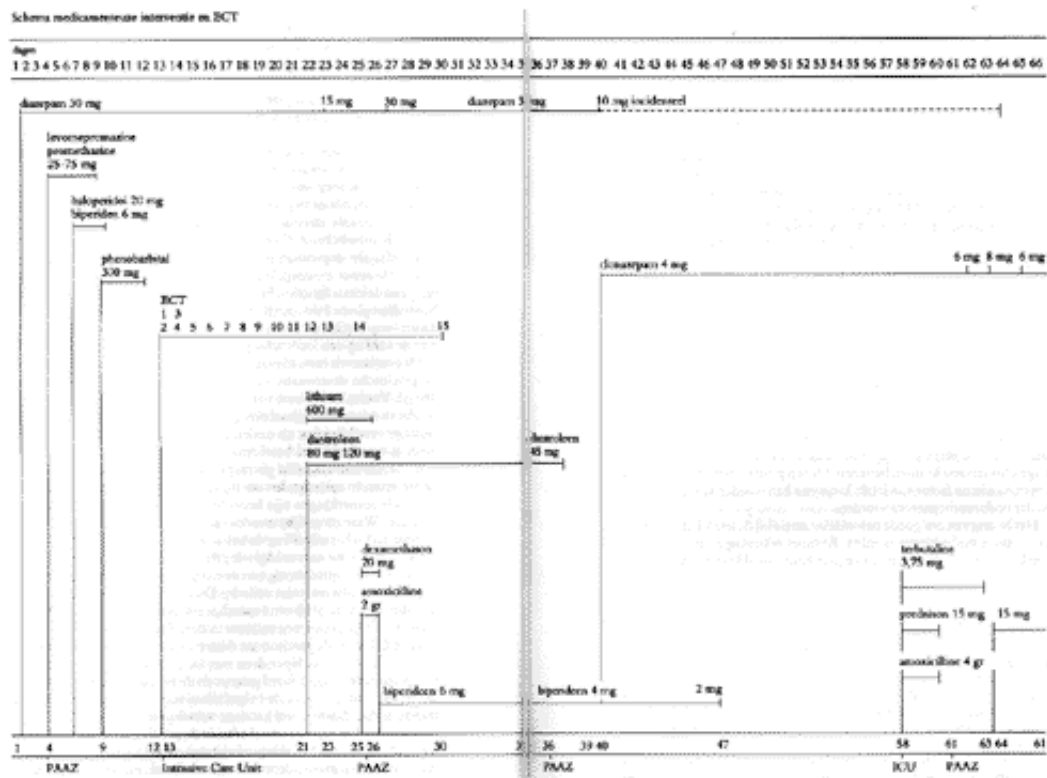 Schema medicamenteuze interventie en ECT
dagen
1 2 3 4 5 6 7 8 9 10 11 12 13 14 15 16 17 18 19 20 21 22 23 24 25 26 27 28 29 30 31 32 33 34 36 37 38 39 40 41 42 43 44 45 46 47 48 49 50 51 52 53 54 55 56 57 58 59 60 61 62 63 64 65 66
diazepam 30 mg 15 mg 30 mg diazepam mg 10 mg incidenteel
levomepromazine
promethazine
25-75 mg
haloperidol 20 mg
biperiden 6 mg
phenobarbital
300 mg
donazepam 4 mg 6 mg 8 mg 6 mg
ECT
1 3
2 4 5 6 7 8 9 10 11 12 13 14 15
lithium
600 mg
dantroleen dantroleen
80 mg 120 mg 45 mg
dexamethason
20 mg
amoxicilline
2 gr
terbutaline
3,75 mg
prednison 15 mg 15 mg
amoxicilline 4 gr
biperideen 6 mg biperideen 4 mg 2 mg
1 4 9 12 13 21 23 25 26 30 36 39 40 47 58 61 63 64 61
PAAZ Intensive Care Unit PAAZ PAAZ ICU PAAZ